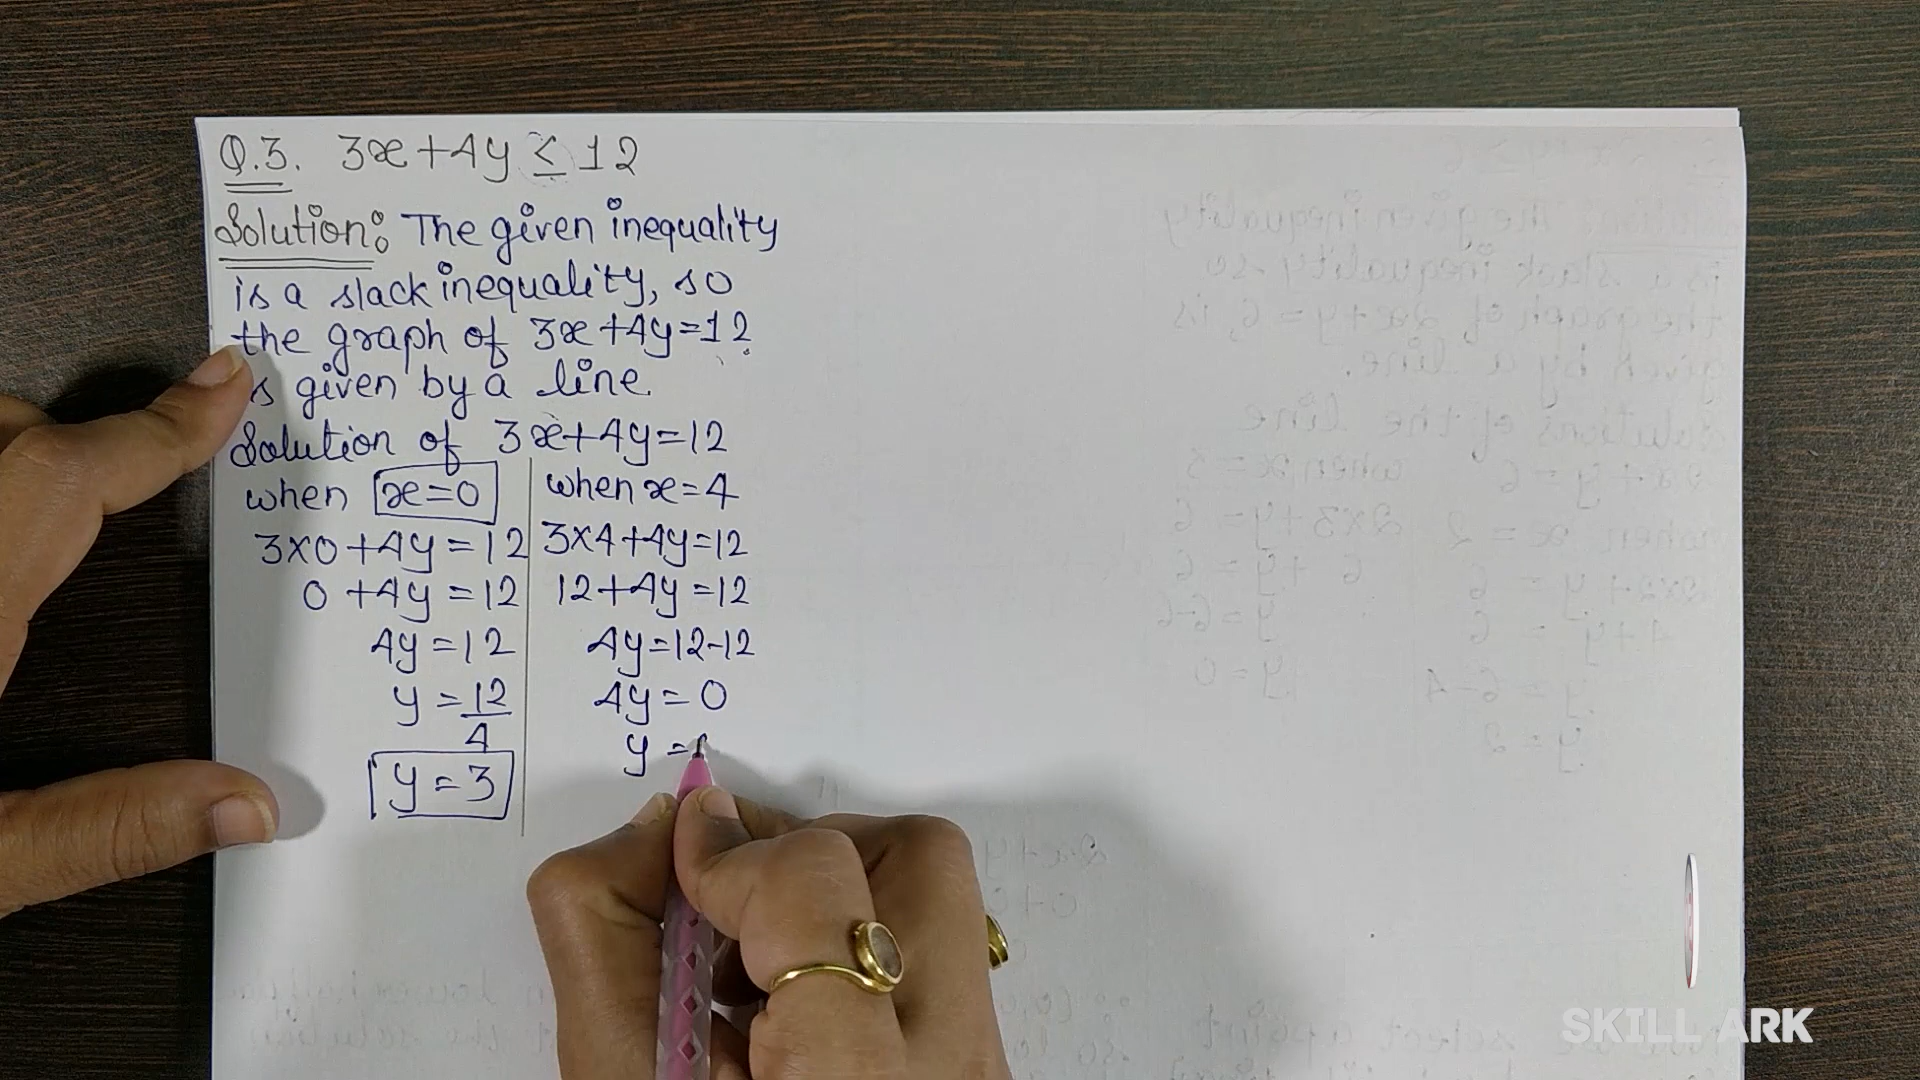 Q.3. 3x+4y ≤ 12
Solution: The given inequality
is a slack inequality, so
the graph of 3x+4y=12
is given by a line.
Solution of 3x+4y=12
when x=0
3×0+4y=12
0+4y=12
4y=12
y=12/4
y=3
when x=4
3×4+4y=12
12+4y=12
4y=12-12
4y=0
y=
SKILL ARK